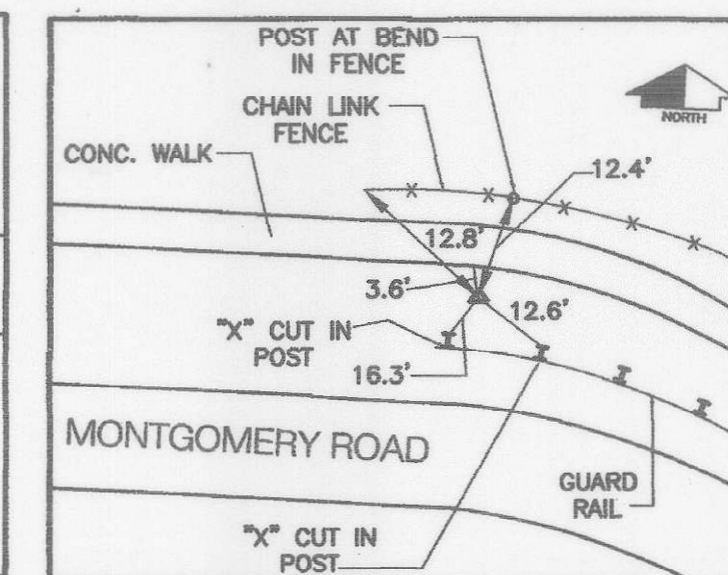 POST AT BEND
IN FENCE
NORTH
CHAIN LINK
FENCE
CONC. WALK
12.4'
12.8'
3.6'
12.6'
"X" CUT IN
POST
16.3'
MONTGOMERY ROAD
GUARD
RAIL
"X" CUT IN
POST